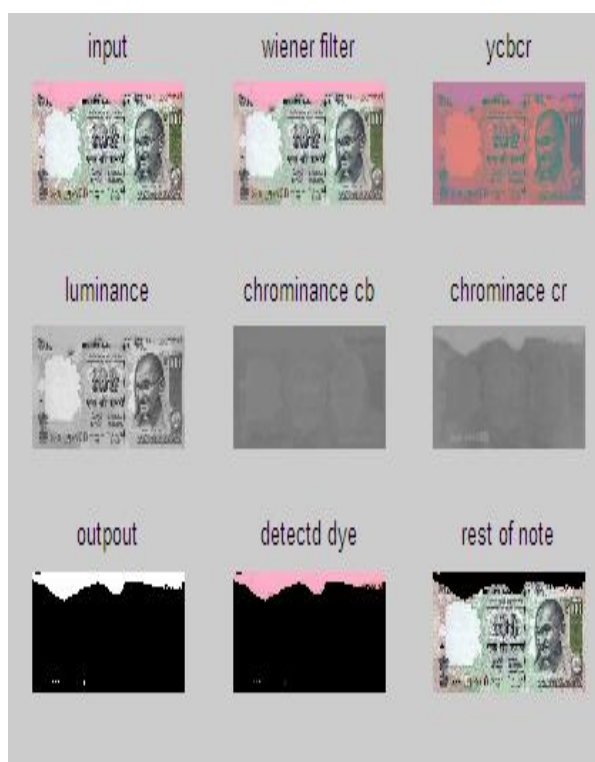 input
wiener filter
ycbcr
luminance
chrominance cb
chrominace cr
outpout
detectd dye
rest of note